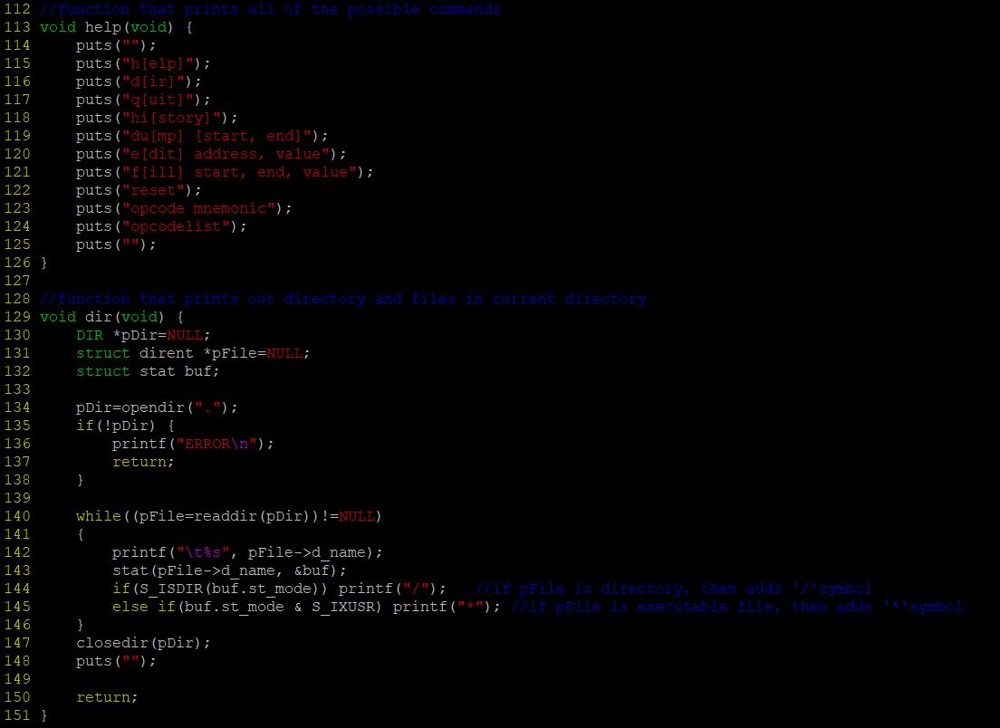 112 //function that prints all of the possible commands
113 void help(void) {
114     puts("");
115     puts("h[elp]");
116     puts("d[ir]");
117     puts("q[uit]");
118     puts("hi[story]");
119     puts("du[mp] [start, end]");
120     puts("e[dit] address, value");
121     puts("f[ill] start, end, value");
122     puts("reset");
123     puts("opcode mnemonic");
124     puts("opcodelist");
125     puts("");
126 }
127
128 //function that prints out directory and files in current directory
129 void dir(void) {
130     DIR *pDir=NULL;
131     struct dirent *pFile=NULL;
132     struct stat buf;
133
134     pDir=opendir(".");
135     if(!pDir) {
136         printf("ERROR\n");
137         return;
138     }
139
140     while((pFile=readdir(pDir))!=NULL)
141     {
142         printf("\t%s", pFile->d_name);
143         stat(pFile->d_name, &buf);
144         if(S_ISDIR(buf.st_mode)) printf("/");   //if pFile is directory, then adds '/'symbol
145         else if(buf.st_mode & S_IXUSR) printf("*"); //if pFile is executable file, then adds '*'symbol
146     }
147     closedir(pDir);
148     puts("");
149
150     return;
151 }